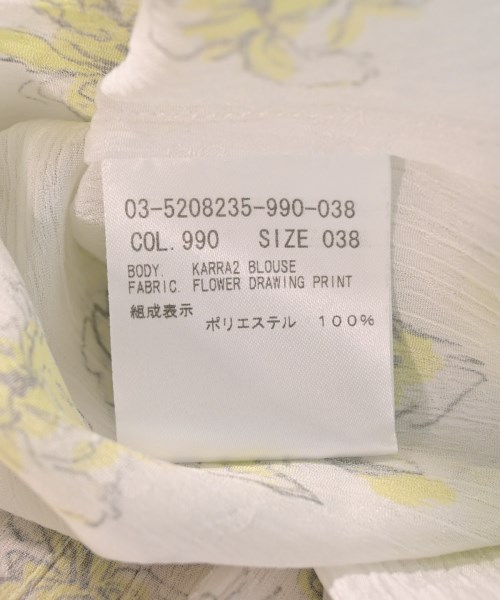 03-5208235-990-038
COL. 990 SIZE 038
BODY. KARRA2 BLOUSE
FABRIC. FLOWER DRAWING PRINT
組成表示
ポリエステル 100%